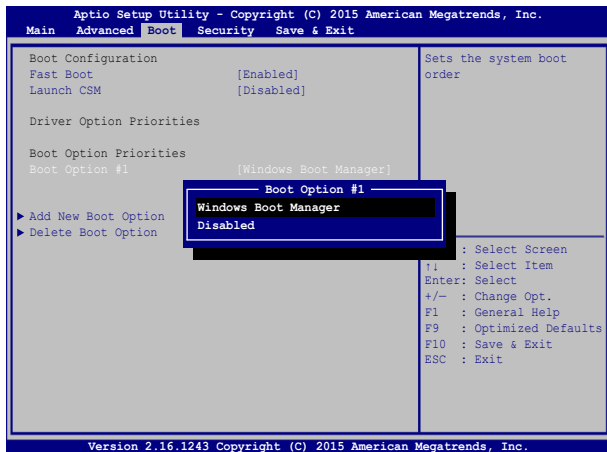 Aptio Setup Utility - Copyright (C) 2015 American Megatrends, Inc.
Main Advanced Boot Security Save & Exit
Boot Configuration
Fast Boot [Enabled]
Launch CSM [Disabled]
Driver Option Priorities
Boot Option Priorities
Boot Option #1 [Windows Boot Manager]
Add New Boot Option
Delete Boot Option
Boot Option #1
Windows Boot Manager
Disabled
Sets the system boot
order
: Select Screen
↑↓ : Select Item
Enter: Select
+/— : Change Opt.
F1 : General Help
F9 : Optimized Defaults
F10 : Save & Exit
ESC : Exit
Version 2.16.1243 Copyright (C) 2015 American Megatrends, Inc.